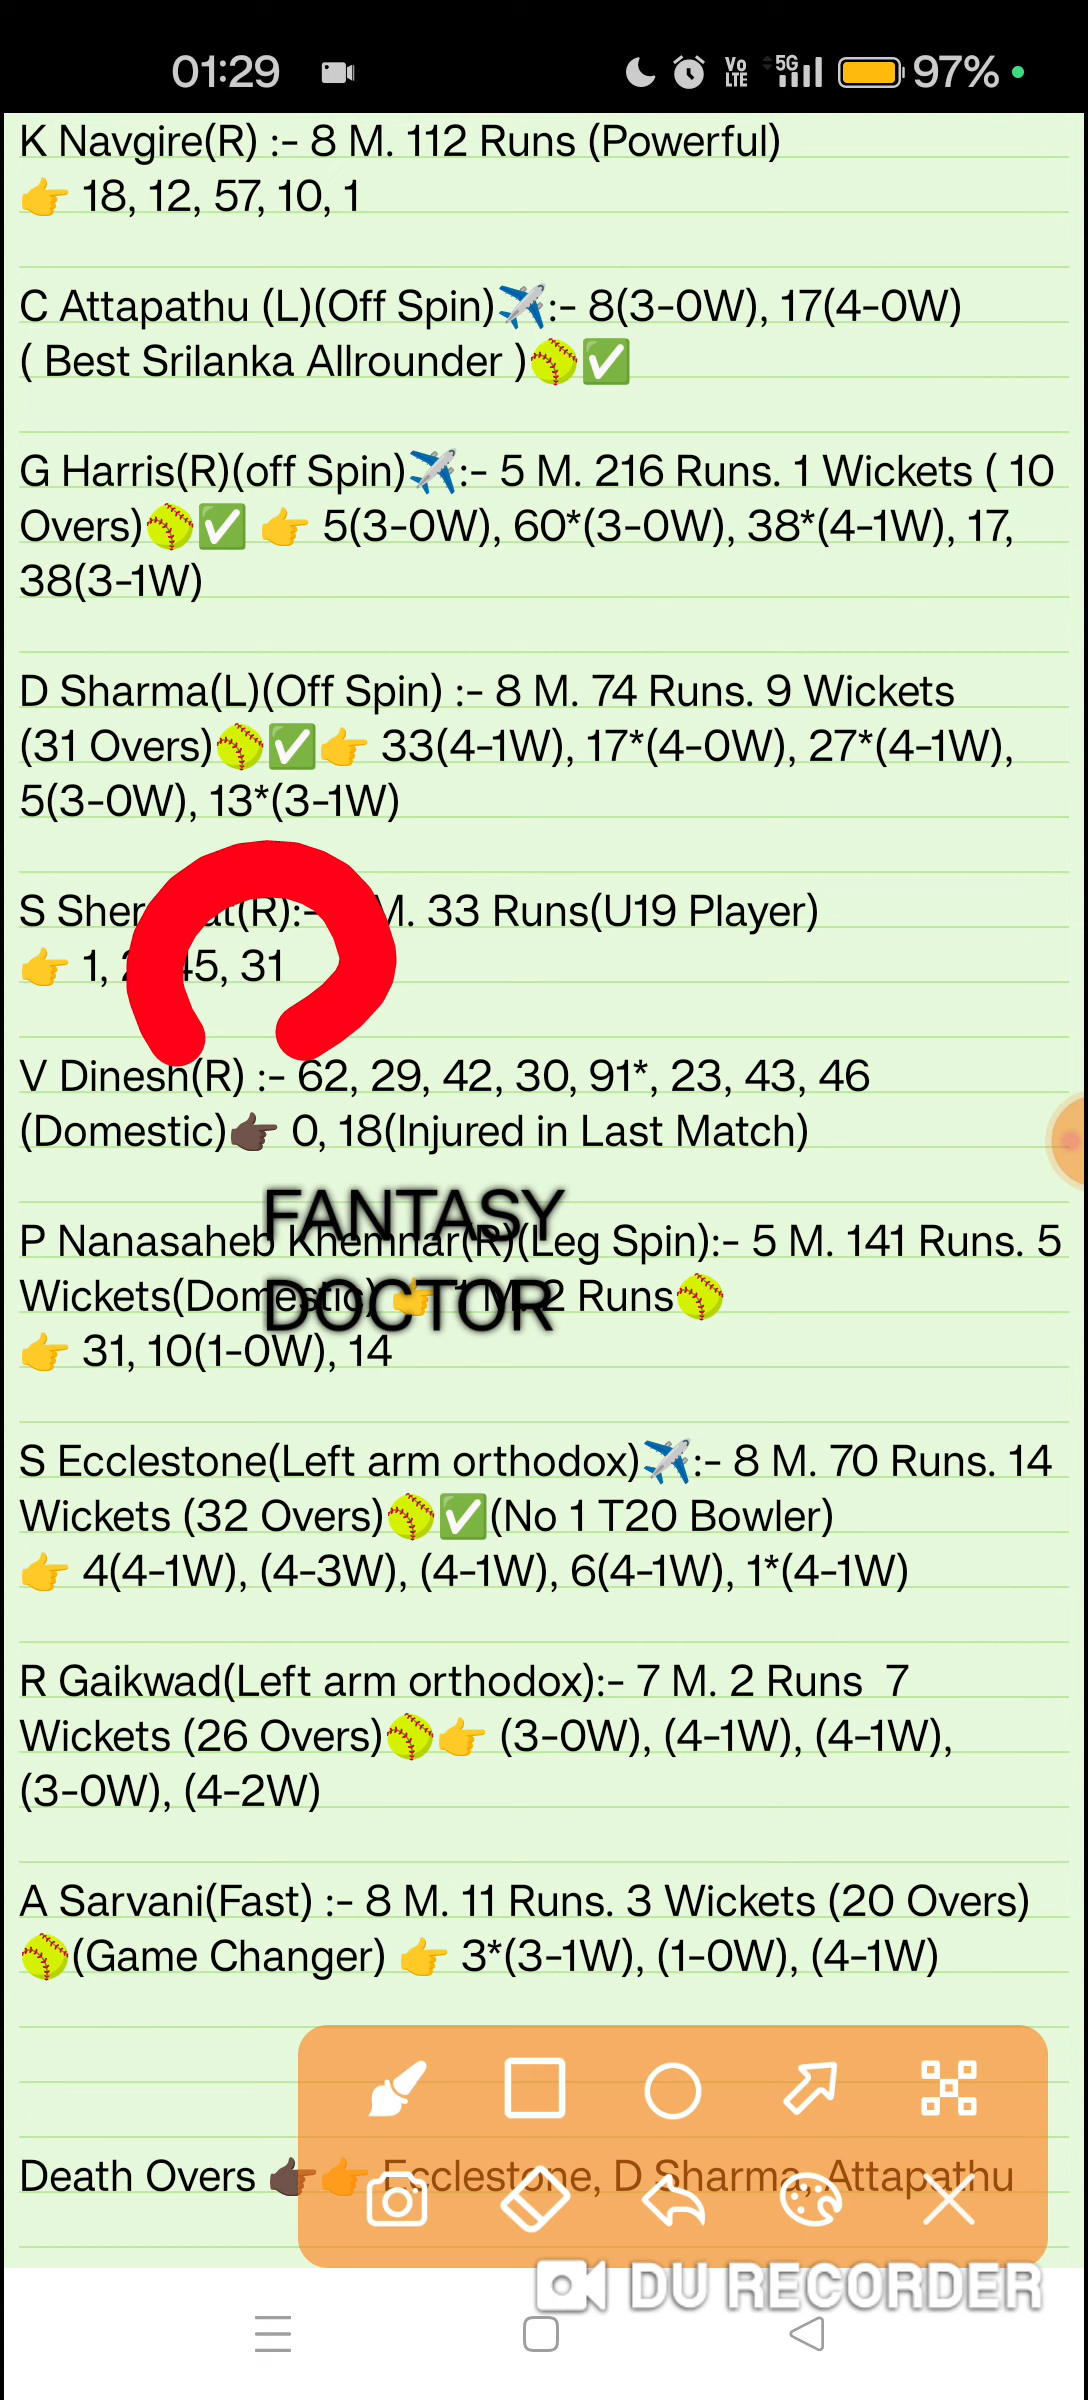 01:29 Vo LTE 5G 97%
K Navgire(R) :- 8 M. 112 Runs (Powerful)
👉 18, 12, 57, 10, 1
C Attapathu (L)(Off Spin)✈️:- 8(3-0W), 17(4-0W)
( Best Srilanka Allrounder )🥎✅
G Harris(R)(off Spin)✈️:- 5 M. 216 Runs. 1 Wickets ( 10
Overs)🥎✅ 👉 5(3-0W), 60*(3-0W), 38*(4-1W), 17,
38(3-1W)
D Sharma(L)(Off Spin) :- 8 M. 74 Runs. 9 Wickets
(31 Overs)🥎✅👉 33(4-1W), 17*(4-0W), 27*(4-1W),
5(3-0W), 13*(3-1W)
S M. 33 Runs(U19 Player)
👉 1, 31
V Dinesh(R) :- 62, 29, 42, 30, 91*, 23, 43, 46
(Domestic)👉🏿 0, 18(Injured in Last Match)
FANTASY
DOCTOR
P Nanasaheb Khemnar(R)(Leg Spin):- 5 M. 141 Runs. 5
Wickets(Domestic) 👉 1 M. 2 Runs🥎
👉 31, 10(1-0W), 14
S Ecclestone(Left arm orthodox)✈️:- 8 M. 70 Runs. 14
Wickets (32 Overs)🥎✅(No 1 T20 Bowler)
👉 4(4-1W), (4-3W), (4-1W), 6(4-1W), 1*(4-1W)
R Gaikwad(Left arm orthodox):- 7 M. 2 Runs 7
Wickets (26 Overs)🥎👉 (3-0W), (4-1W), (4-1W),
(3-0W), (4-2W)
A Sarvani(Fast) :- 8 M. 11 Runs. 3 Wickets (20 Overs)
🥎(Game Changer) 👉 3*(3-1W), (1-0W), (4-1W)
Death Overs 👉🏿👉 Ecclestone, D Sharma, Attapathu
DU RECORDER